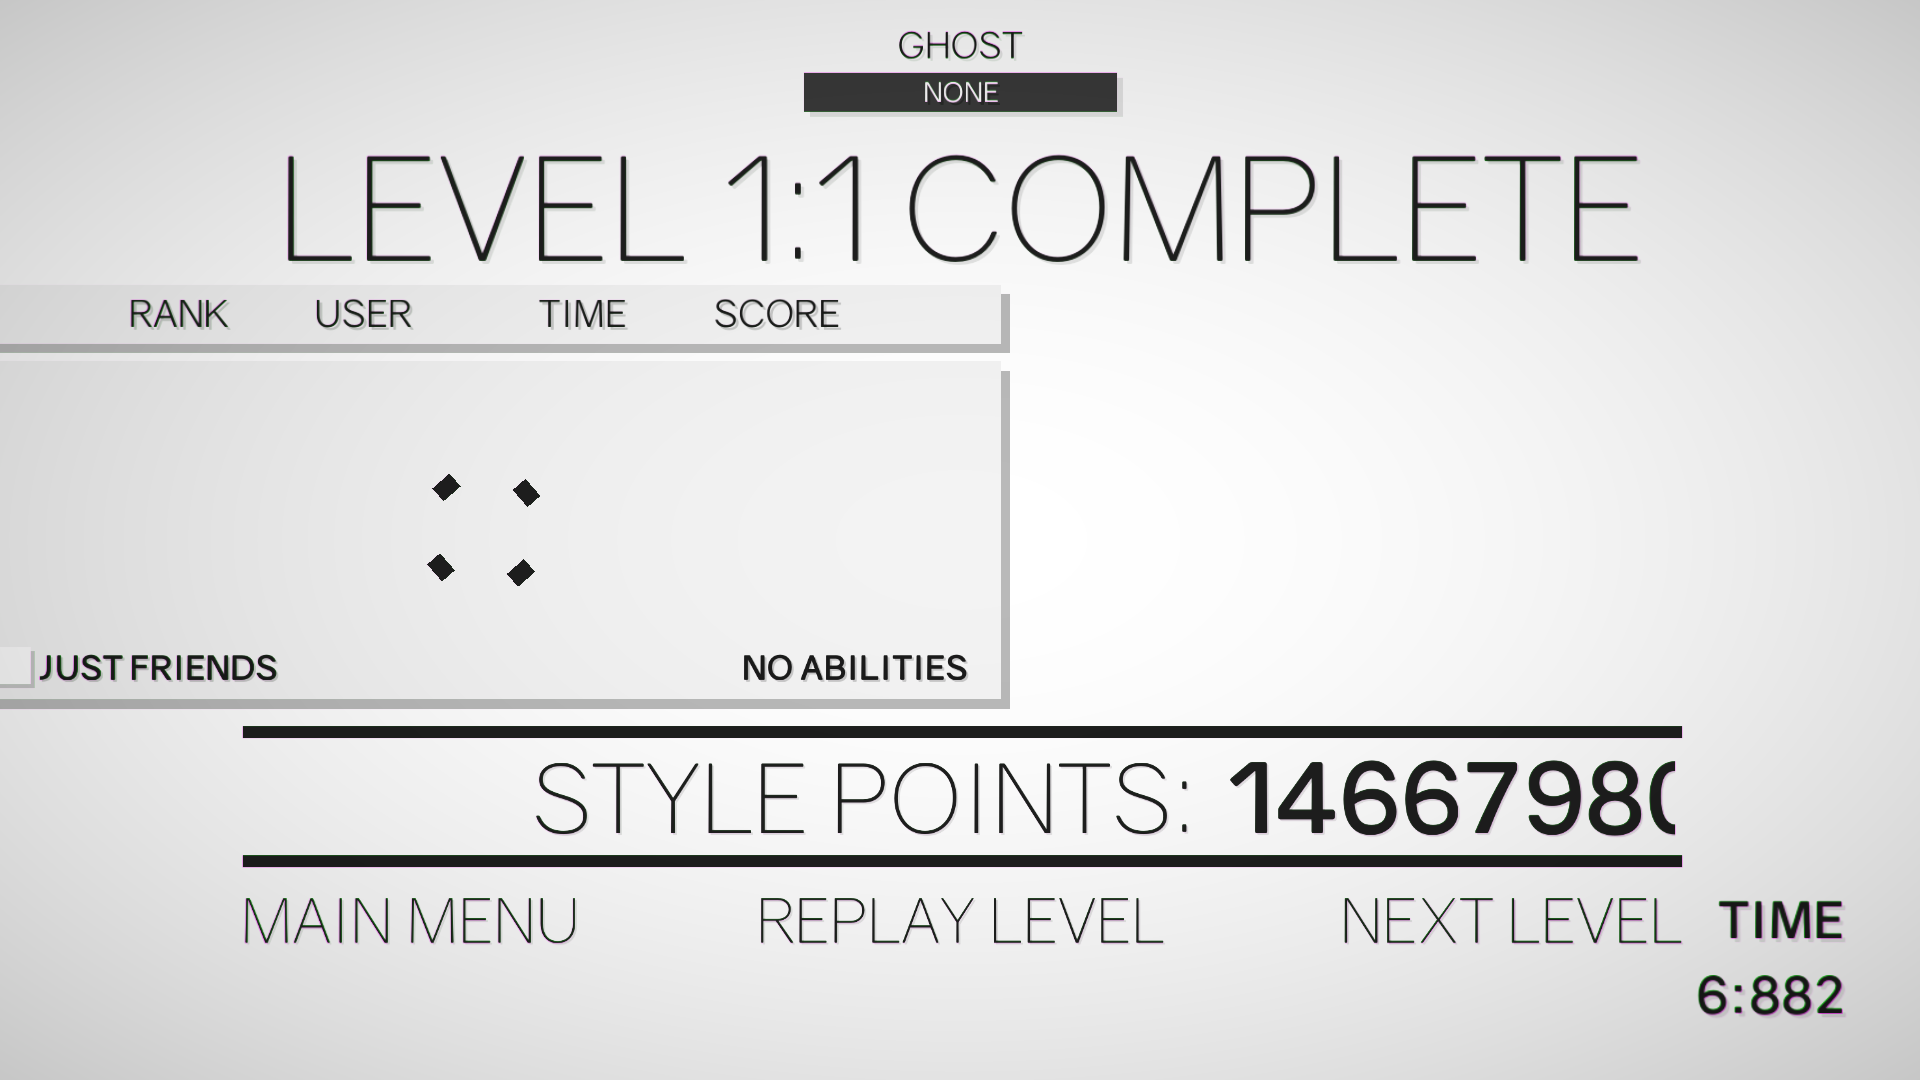 GHOST
NONE
LEVEL 1:1 COMPLETE
RANK USER TIME SCORE
JUST FRIENDS NO ABILITIES
STYLE POINTS: 1466798
MAIN MENU REPLAY LEVEL NEXT LEVEL TIME
6:882